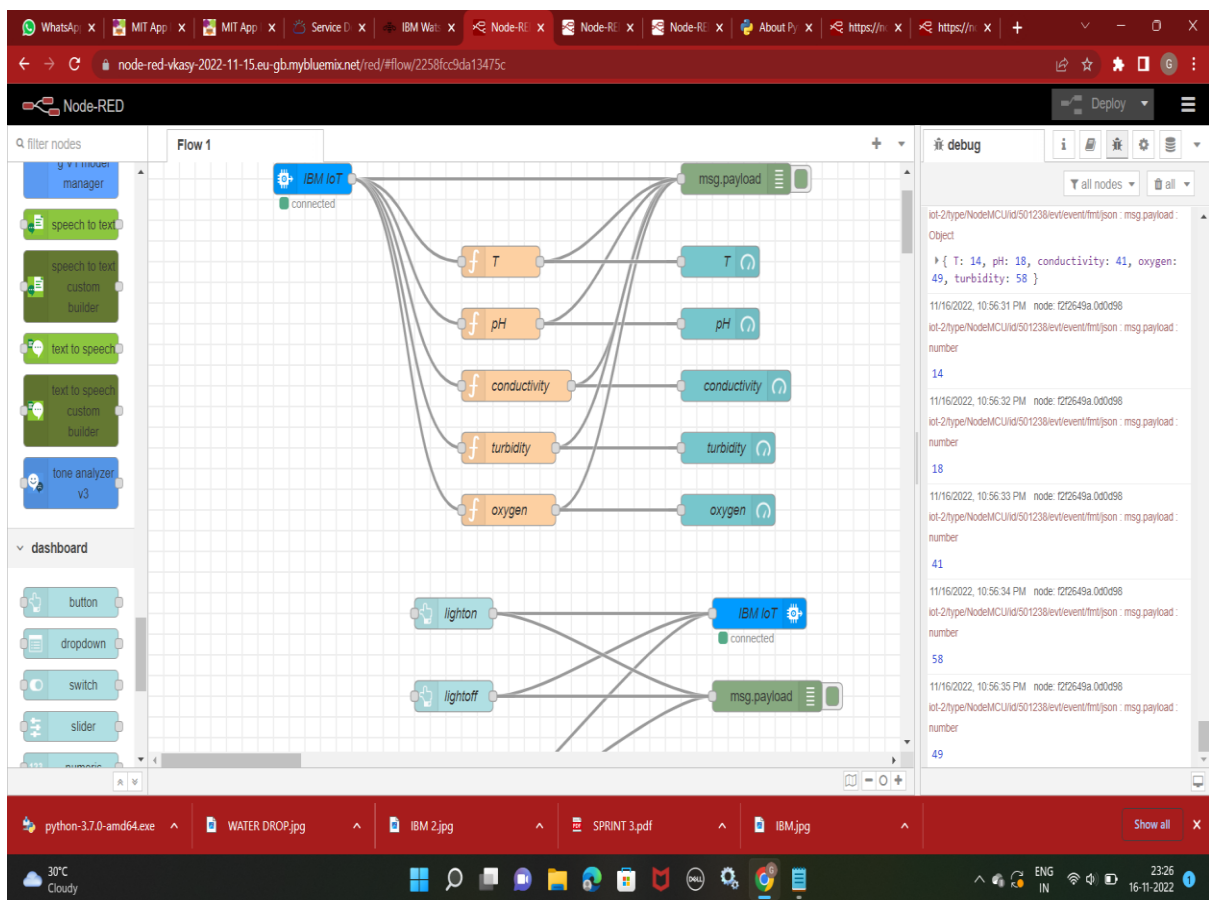 WhatsAp
MIT App
MIT App
Service D
IBM Wat
Node-RE
Node-RE
Node-RE
About Py
https://n
https://n
node-red-vkasy-2022-11-15.eu-gb.mybluemix.net/red/#flow/2258fcc9da13475c
G
Node-RED
Deploy
filter nodes
Flow 1
debug
i
all nodes
all
manager
speech to text
speech to text
custom
builder
text to speech
text to speech
custom
builder
tone analyzer
v3
dashboard
button
dropdown
switch
slider
numeric
IBM IoT
connected
msg.payload
T
T
pH
pH
conductivity
conductivity
turbidity
turbidity
oxygen
oxygen
lighton
IBM IoT
connected
lightoff
msg.payload
iot-2/type/NodeMCU/id/501238/evt/event/fmt/json : msg.payload :
Object
{ T: 14, pH: 18, conductivity: 41, oxygen:
49, turbidity: 58 }
11/16/2022, 10:56:31 PM node: f2f2649a.0d0d98
iot-2/type/NodeMCU/id/501238/evt/event/fmt/json : msg.payload :
number
14
11/16/2022, 10:56:32 PM node: f2f2649a.0d0d98
iot-2/type/NodeMCU/id/501238/evt/event/fmt/json : msg.payload :
number
18
11/16/2022, 10:56:33 PM node: f2f2649a.0d0d98
iot-2/type/NodeMCU/id/501238/evt/event/fmt/json : msg.payload :
number
41
11/16/2022, 10:56:34 PM node: f2f2649a.0d0d98
iot-2/type/NodeMCU/id/501238/evt/event/fmt/json : msg.payload :
number
58
11/16/2022, 10:56:35 PM node: f2f2649a.0d0d98
iot-2/type/NodeMCU/id/501238/evt/event/fmt/json : msg.payload :
number
49
python-3.7.0-amd64.exe
WATER DROP.jpg
IBM 2.jpg
SPRINT 3.pdf
IBM.jpg
Show all
30°C
Cloudy
DELL
G
ENG
IN
23:26
16-11-2022
1